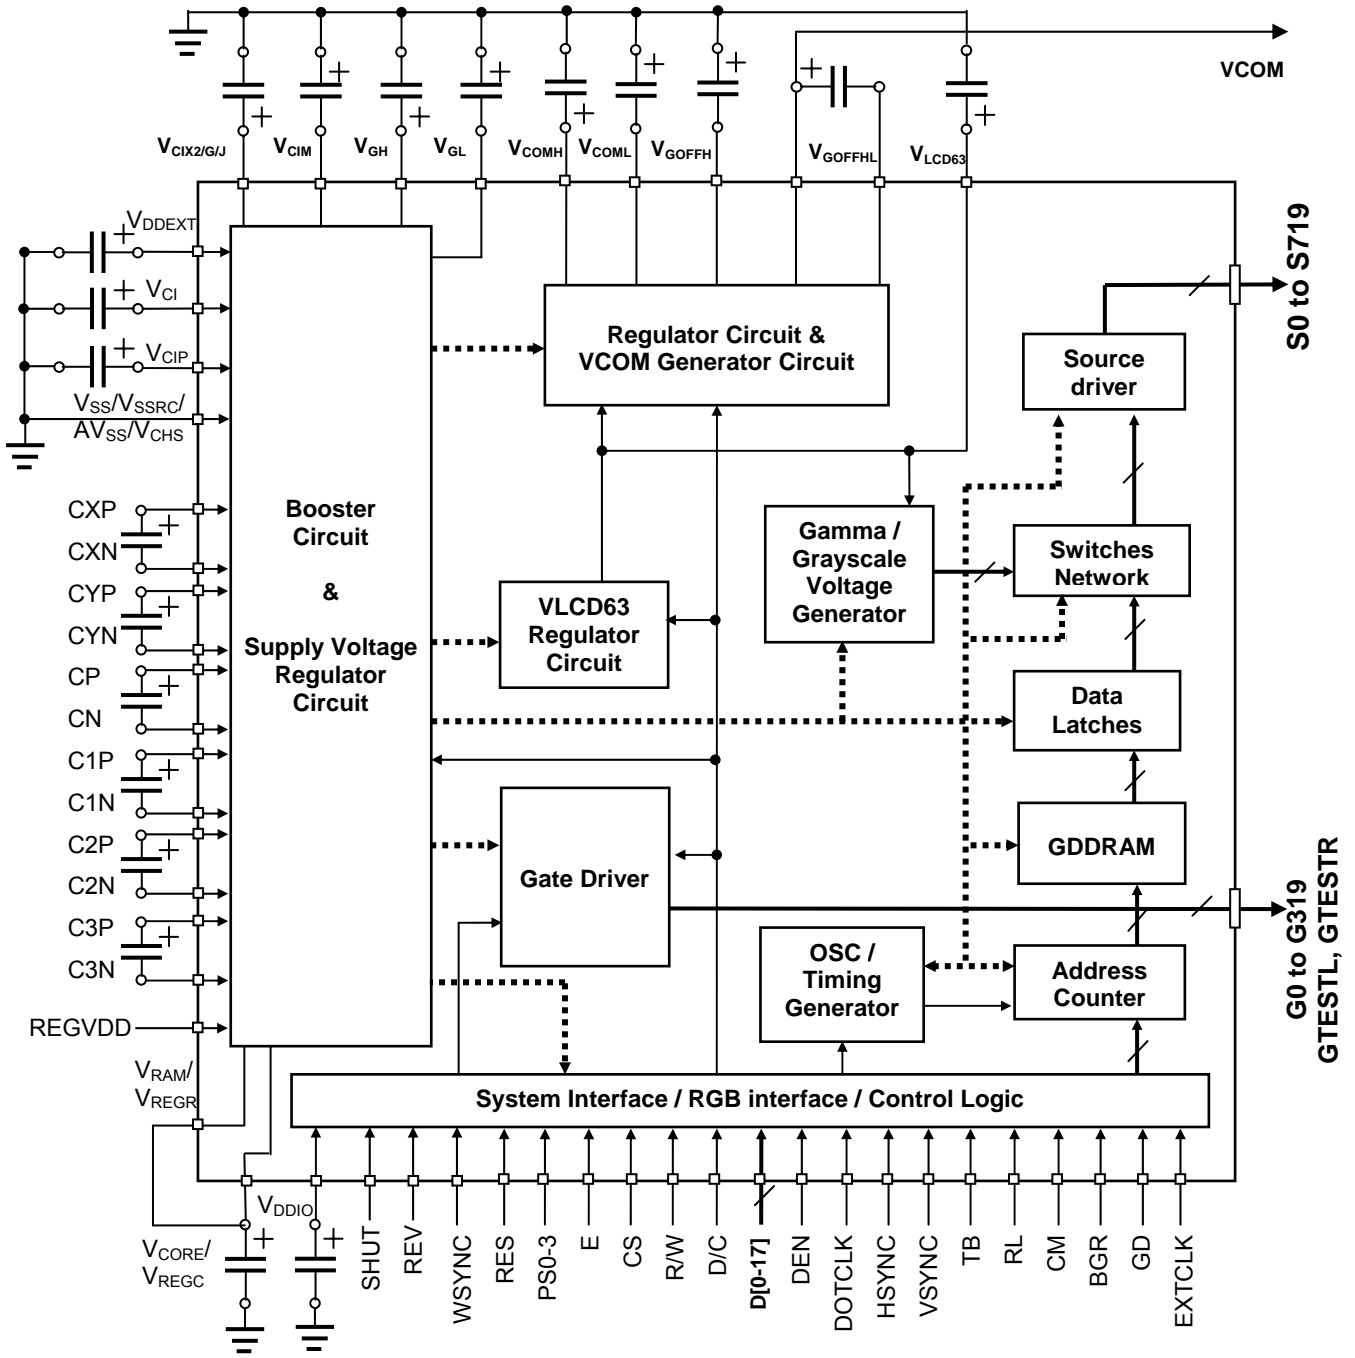 VCOM
+
+
+
+
+
+
+
+
+
VCIX2/G/J
VCIM
VGH
VGL
VCOMH
VCOML
VGOFFH
VGOFFHL
VLCD63
+ VDDEXT
+ VCI
+ VCIP
VSS/VSSRC/
AVSS/VCHS
CXP
+
CXN
CYP
+
CYN
CP
+
CN
C1P
+
C1N
C2P
+
C2N
C3P
+
C3N
REGVDD
VRAM/
VREGR
Booster
Circuit
&
Supply Voltage
Regulator
Circuit
Regulator Circuit &
VCOM Generator Circuit
VLCD63
Regulator
Circuit
Gamma /
Grayscale
Voltage
Generator
Source
driver
Switches
Network
Data
Latches
GDDRAM
Gate Driver
OSC /
Timing
Generator
Address
Counter
System Interface / RGB interface / Control Logic
S0 to S719
G0 to G319
GTESTL, GTESTR
VDDIO
+
+
VCORE/
VREGC
SHUT
REV
WSYNC
RES
PS0-3
E
CS
R/W
D/C
D[0-17]
DEN
DOTCLK
HSYNC
VSYNC
TB
RL
CM
BGR
GD
EXTCLK